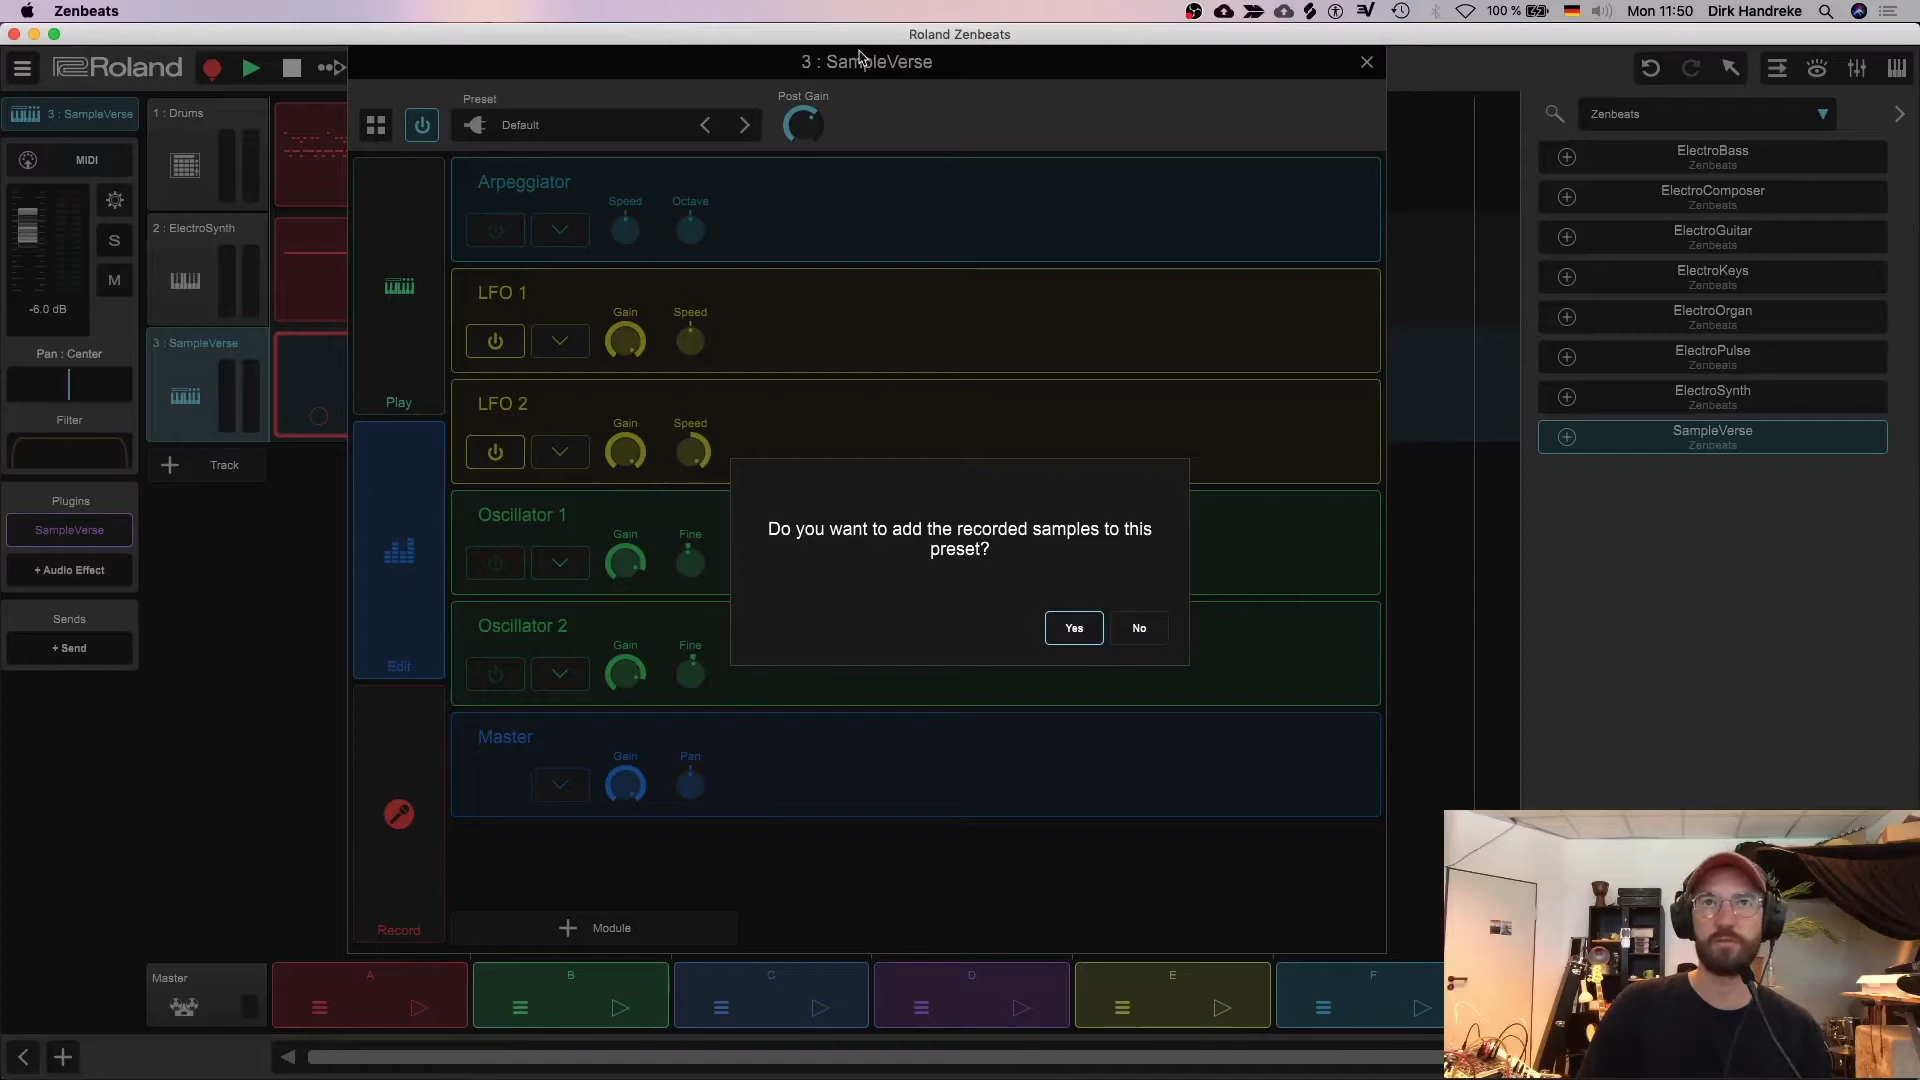 Zenbeats
100 %
Mon 11:50
Dirk Handreke
Roland Zenbeats
Roland
3 : SampleVerse
3 : SampleVerse
MIDI
S
M
-6.0 dB
Pan : Center
Filter
Plugins
SampleVerse
+ Audio Effect
Sends
+ Send
1 : Drums
2 : ElectroSynth
3 : SampleVerse
+ Track
Preset
Default
Post Gain
Play
Edit
Record
Arpeggiator
Speed
Octave
LFO 1
Gain
Speed
LFO 2
Gain
Speed
Oscillator 1
Gain
Fine
Oscillator 2
Gain
Fine
Master
Gain
Pan
+ Module
Do you want to add the recorded samples to this
preset?
Yes
No
Zenbeats
ElectroBass
Zenbeats
ElectroComposer
Zenbeats
ElectroGuitar
Zenbeats
ElectroKeys
Zenbeats
ElectroOrgan
Zenbeats
ElectroPulse
Zenbeats
ElectroSynth
Zenbeats
SampleVerse
Zenbeats
Master
A
B
C
D
E
F